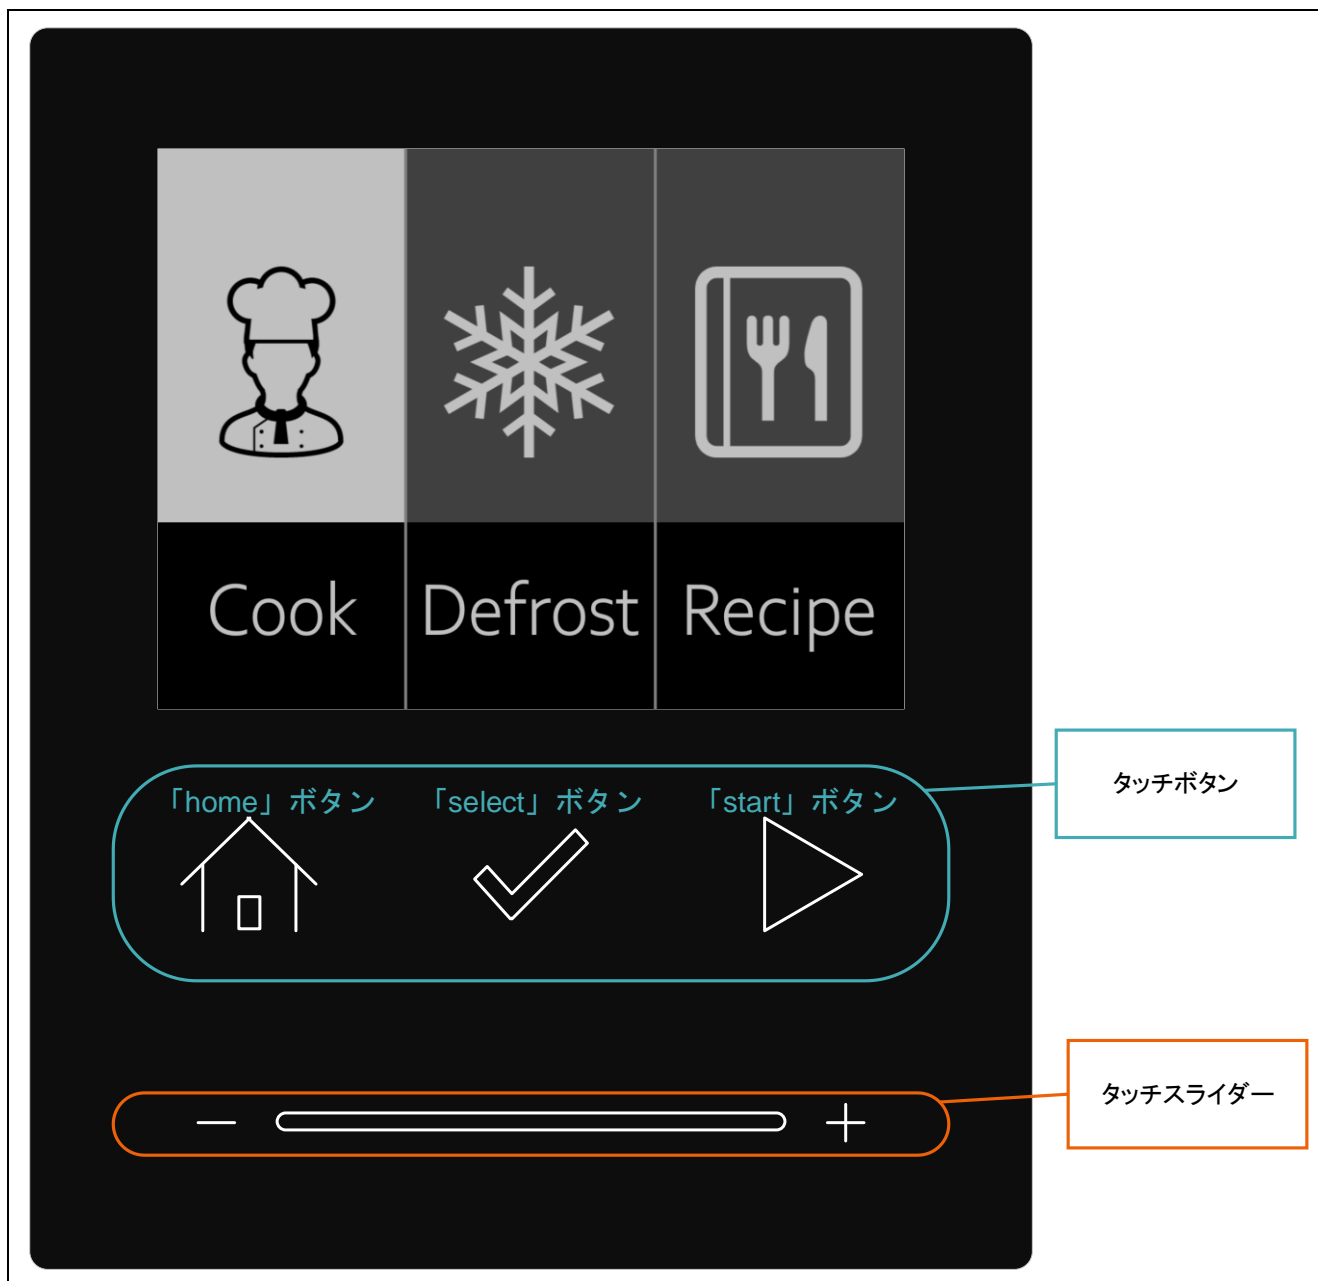 Cook
Defrost
Recipe
「home」ボタン
「select」ボタン
「start」ボタン
タッチボタン
タッチスライダー